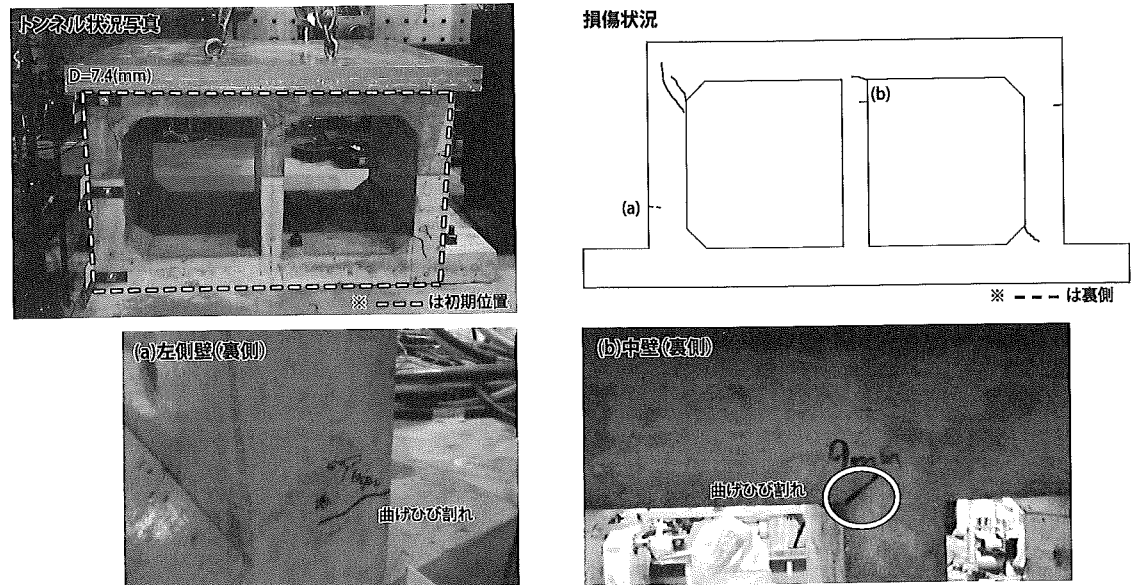 トンネル状況写真
D=7.4(mm)
※ ---- は初期位置
損傷状況
(a)
(b)
※ ---- は裏側
(a)左側壁(裏側)
曲げひび割れ
(b)中壁(裏側)
曲げひび割れ